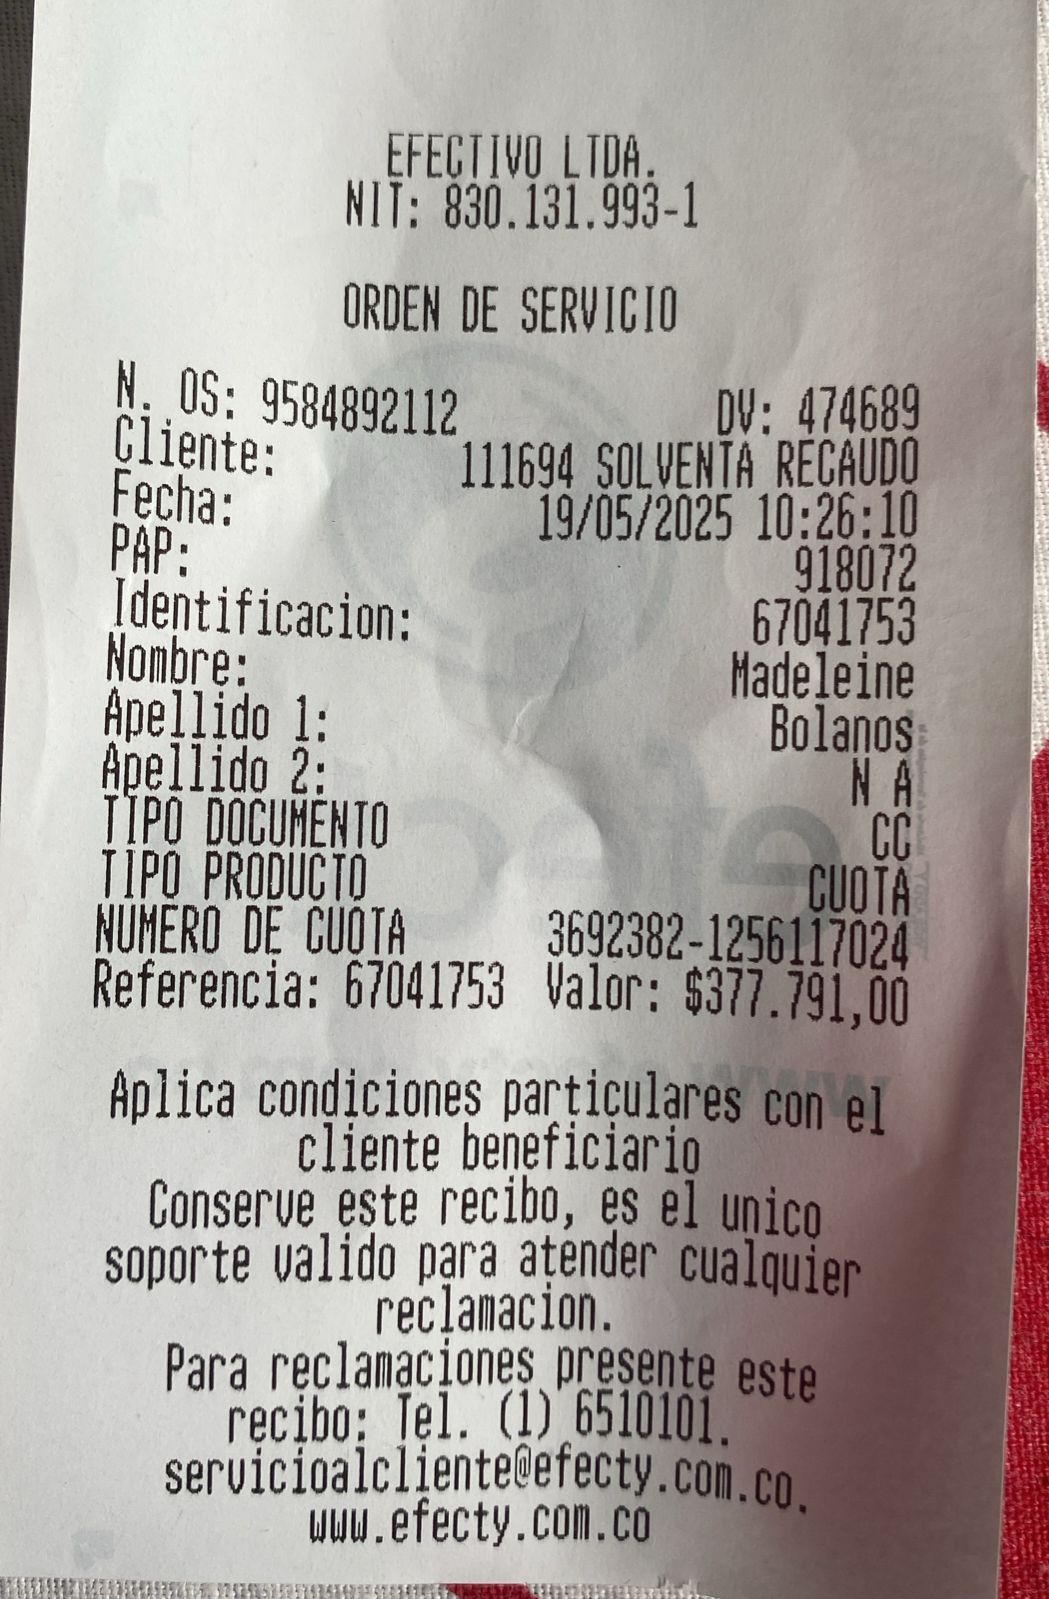 EFECTIVO LTDA.
NIT: 830.131.993-1
ORDEN DE SERVICIO
N. OS: 9584892112 DV: 474689
Cliente: 111694 SOLVENTA RECAUDO
Fecha: 19/05/2025 10:26:10
PAP: 918072
Identificacion: 67041753
Nombre: Madeleine
Apellido 1: Bolanos
Apellido 2: N A
TIPO DOCUMENTO CC
TIPO PRODUCTO CUOTA
NUMERO DE CUOTA 3692382-1256117024
Referencia: 67041753 Valor: $377.791,00
Aplica condiciones particulares con el
cliente beneficiario
Conserve este recibo, es el unico
soporte valido para atender cualquier
reclamacion.
Para reclamaciones presente este
recibo: Tel. (1) 6510101.
servicioalcliente@efecty.com.co.
www.efecty.com.co